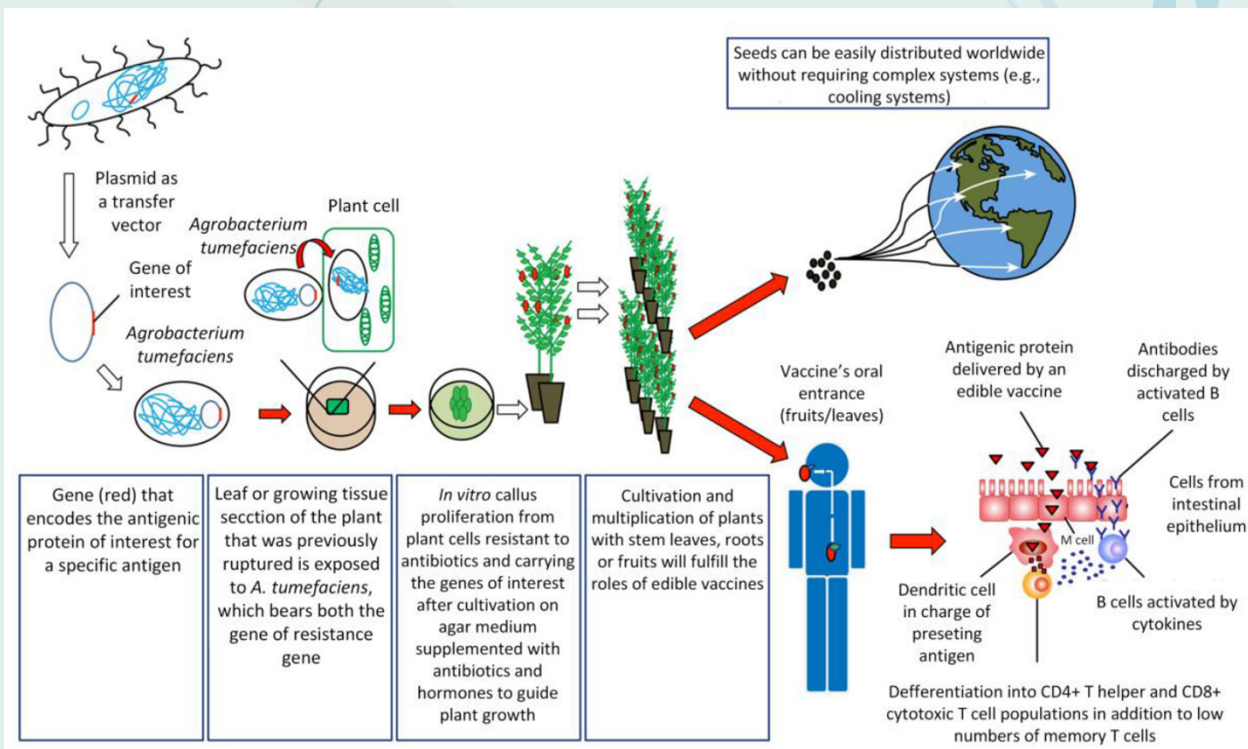 Seeds can be easily distributed worldwide
without requiring complex systems (e.g.,
cooling systems)
Plasmid as
a transfer
vector
Agrobacterium
tumefaciens
Plant cell
Gene of
interest
Agrobacterium
tumefaciens
Vaccine's oral
entrance
(fruits/leaves)
Antigenic protein
delivered by an
edible vaccine
Antibodies
discharged by
activated B
cells
Cells from
intestinal
epithelium
M cell
Dendritic cell
in charge of
preseting
antigen
B cells activated by
cytokines
Defferentiation into CD4+ T helper and CD8+
cytotoxic T cell populations in addition to low
numbers of memory T cells
Gene (red) that
encodes the antigenic
protein of interest for
a specific antigen
Leaf or growing tissue
secction of the plant
that was previously
ruptured is exposed
to A. tumefaciens,
which bears both the
gene of resistance
gene
In vitro callus
proliferation from
plant cells resistant to
antibiotics and carrying
the genes of interest
after cultivation on
agar medium
supplemented with
antibiotics and
hormones to guide
plant growth
Cultivation and
multiplication of plants
with stem leaves, roots
or fruits will fulfill the
roles of edible vaccines